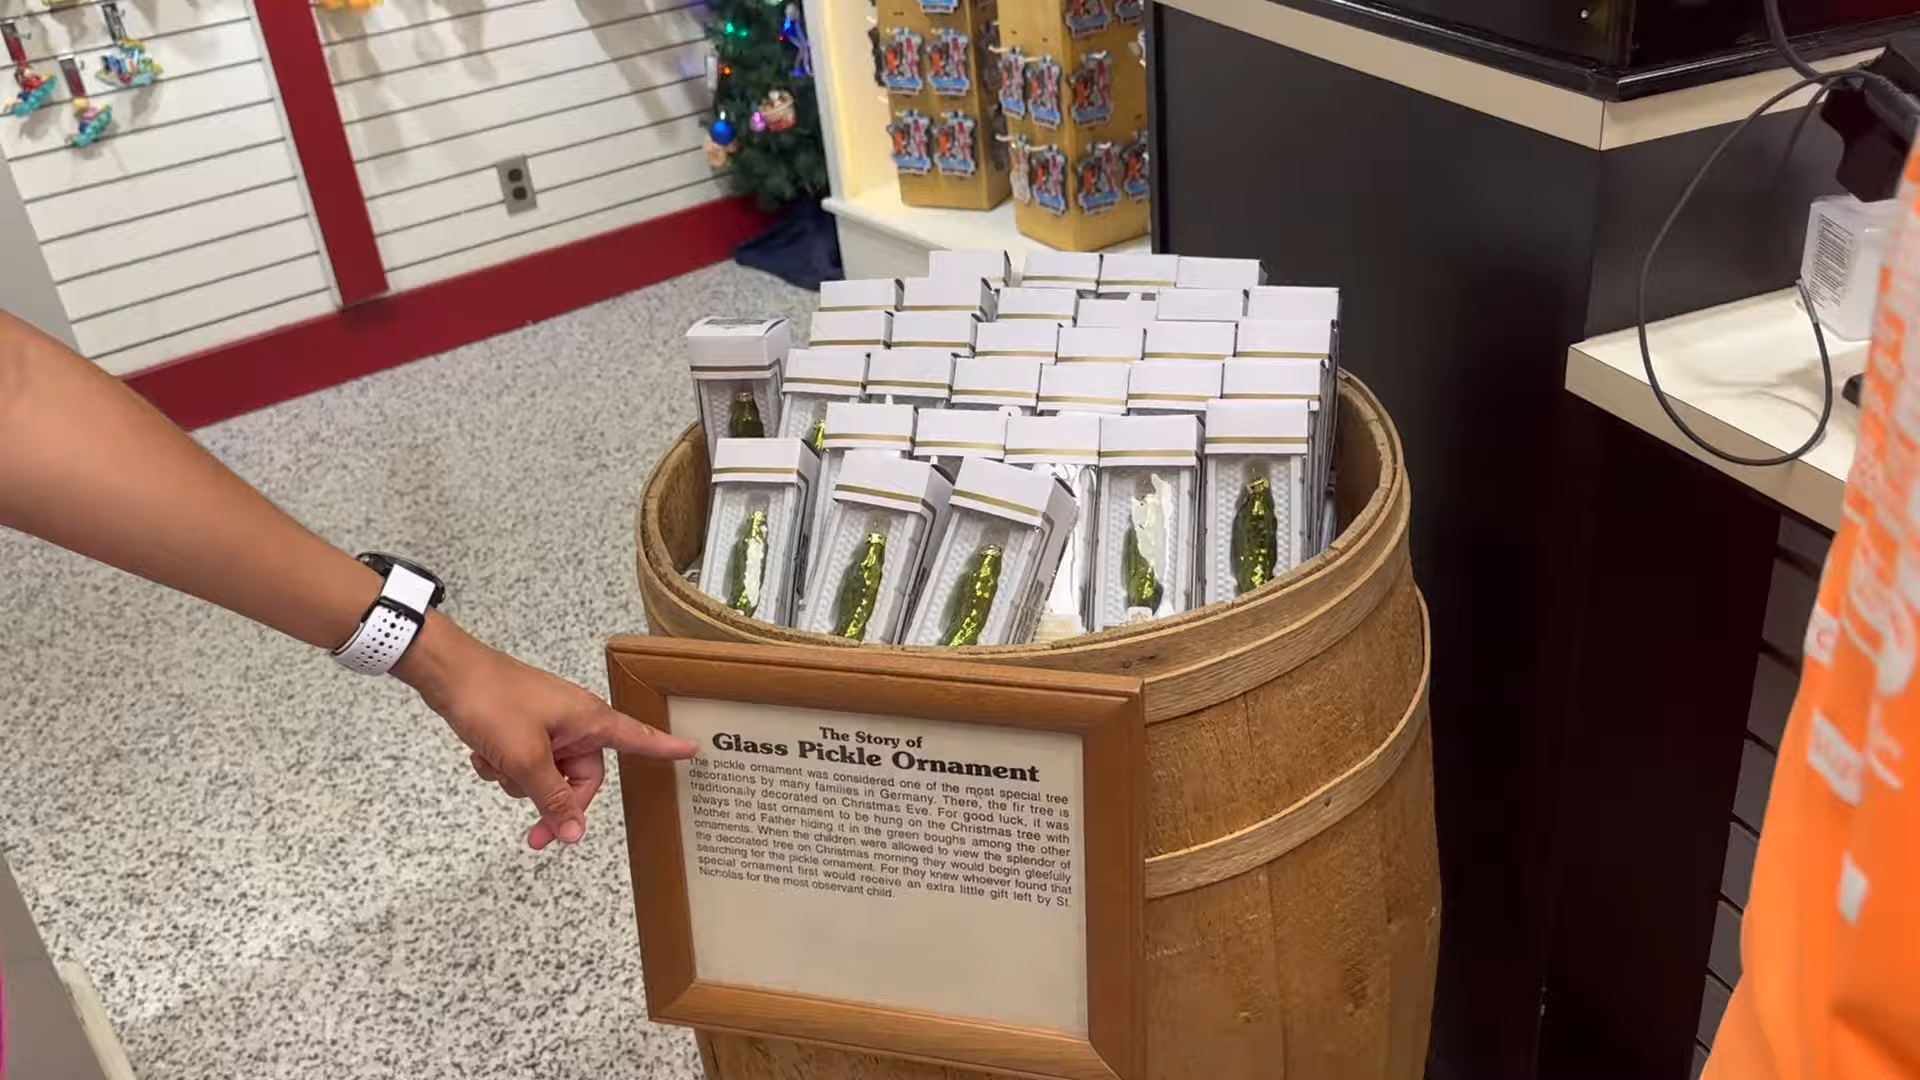 The Story of
Glass Pickle Ornament
The pickle ornament was considered one of the most special tree
decorations by many families in Germany. There, the fir tree is
traditionally decorated on Christmas Eve. For good luck, it was
always the last ornament to be hung on the Christmas tree with
Mother and Father hiding it in the green boughs among the other
ornaments. When the children were allowed to view the splendor of
the decorated tree on Christmas morning they would begin gleefully
searching for the pickle ornament. For they knew whoever found that
special ornament first would receive an extra little gift left by St.
Nicholas for the most observant child.